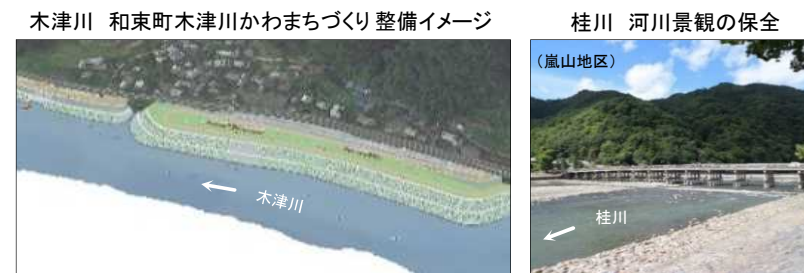 木津川 和束町木津川かわまちづくり 整備イメージ
木津川
桂川 河川景観の保全
（嵐山地区）
桂川